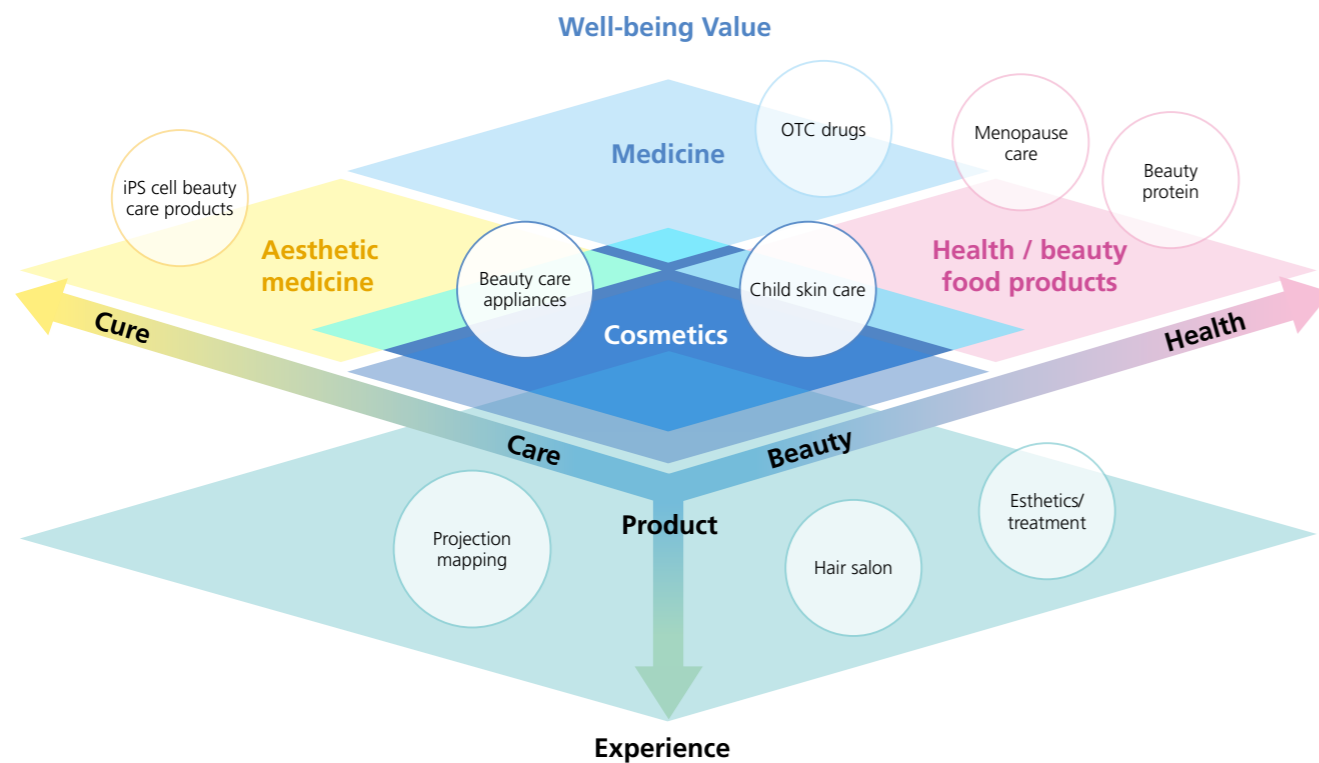 Well-being Value
OTC drugs
Menopause
care
Medicine
Beauty
protein
iPS cell beauty
care products
Aesthetic
medicine
Health / beauty
food products
Beauty care
appliances
Child skin care
Cosmetics
Cure
Health
Care
Beauty
Product
Esthetics/
treatment
Projection
mapping
Hair salon
Experience